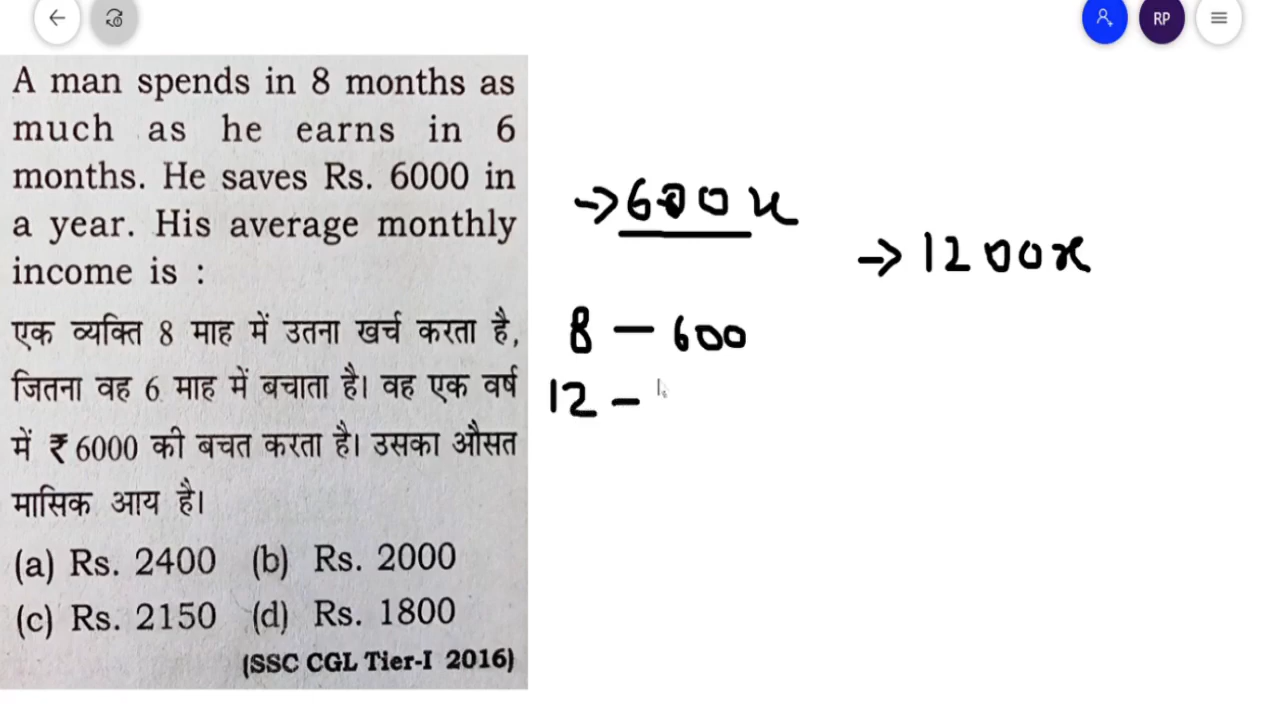 RP
A man spends in 8 months as
much as he earns in 6
months. He saves Rs. 6000 in
a year. His average monthly
income is :
एक व्यक्ति 8 माह में उतना खर्च करता है,
जितना वह 6 माह में बचाता है। वह एक वर्ष
में ₹ 6000 की बचत करता है। उसका औसत
मासिक आय है।
(a) Rs. 2400 (b) Rs. 2000
(c) Rs. 2150 (d) Rs. 1800
(SSC CGL Tier-I 2016)
→ 600x
→ 1200x
8 – 600
12 –